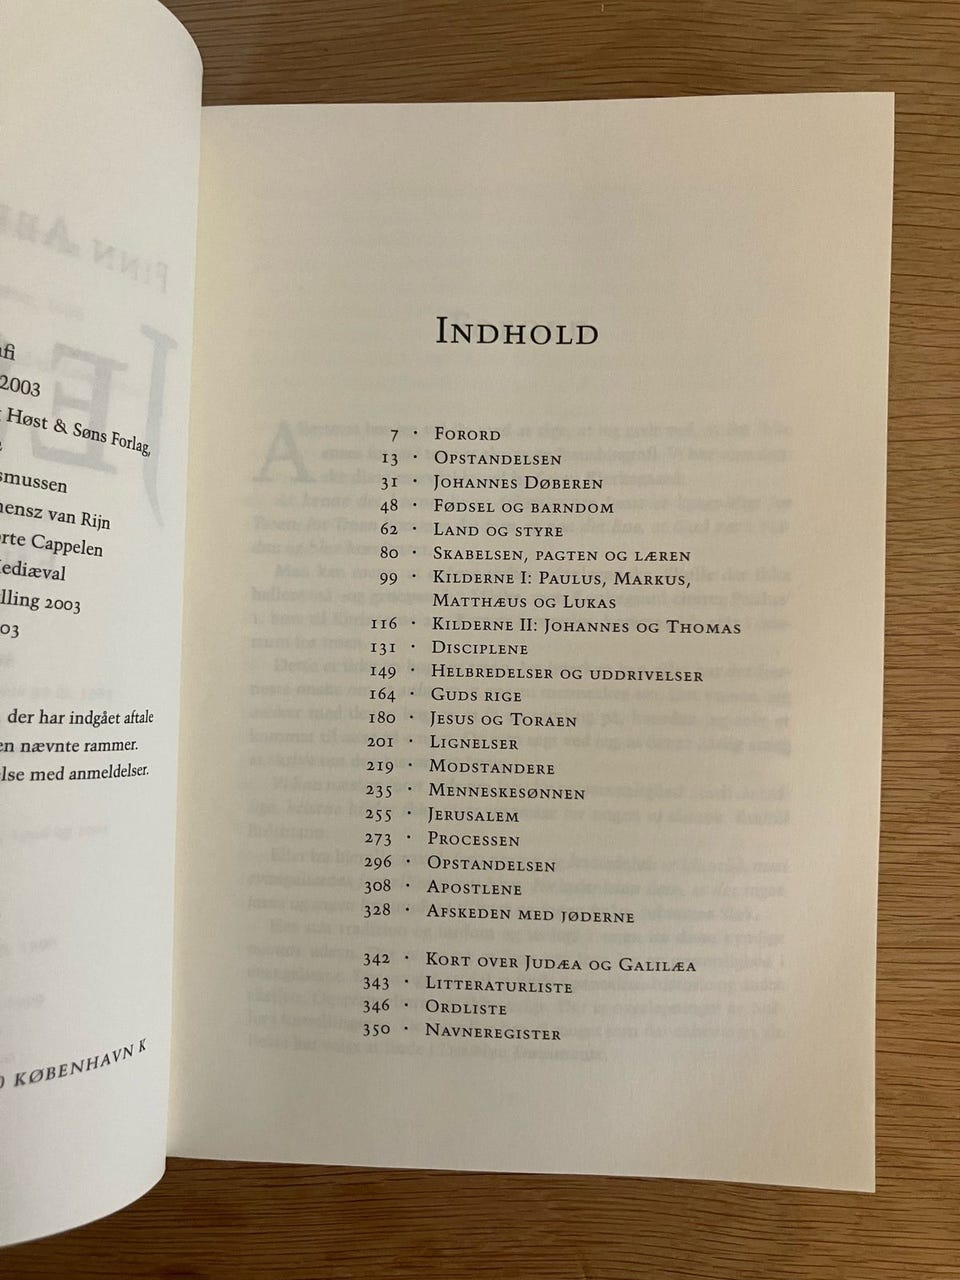 afi
2003
Høst & Søns Forlag,
smussen
nensz van Rijn
rte Cappelen
lling 2003
03
der har indgået aftale
en nævnte rammer.
lse med anmeldelser.
KØBENHAVN K
INDHOLD
7 · FORORD
13 · OPSTANDELSEN
31 · JOHANNES DØBEREN
48 · FØDSEL OG BARNDOM
62 · LAND OG STYRE
80 · SKABELSEN, PAGTEN OG LÆREN
99 · KILDERNE I: PAULUS, MARKUS,
MATTHÆUS OG LUKAS
116 · KILDERNE II: JOHANNES OG THOMAS
131 · DISCIPLENE
149 · HELBREDELSER OG UDDRIVELSER
164 · GUDS RIGE
180 · JESUS OG TORAEN
201 · LIGNELSER
219 · MODSTANDERE
235 · MENNESKESØNNEN
255 · JERUSALEM
273 · PROCESSEN
296 · OPSTANDELSEN
308 · APOSTLENE
328 · AFSKEDEN MED JØDERNE
342 · KORT OVER JUDÆA OG GALILÆA
343 · LITTERATURLISTE
346 · ORDLISTE
350 · NAVNEREGISTER